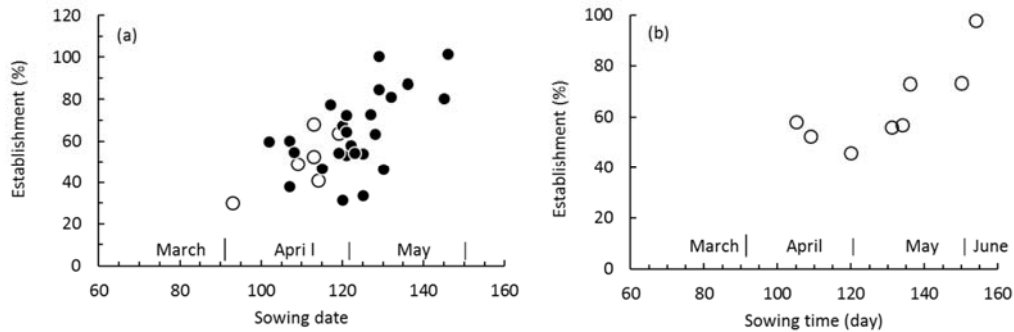 (a)
Establishment (%)
120
100
80
60
40
20
0
March | Apri l | May |
60 80 100 120 140 160
Sowing date
(b)
Establishment (%)
100
80
60
40
20
0
March | April | May | June
60 80 100 120 140 160
Sowing time (day)